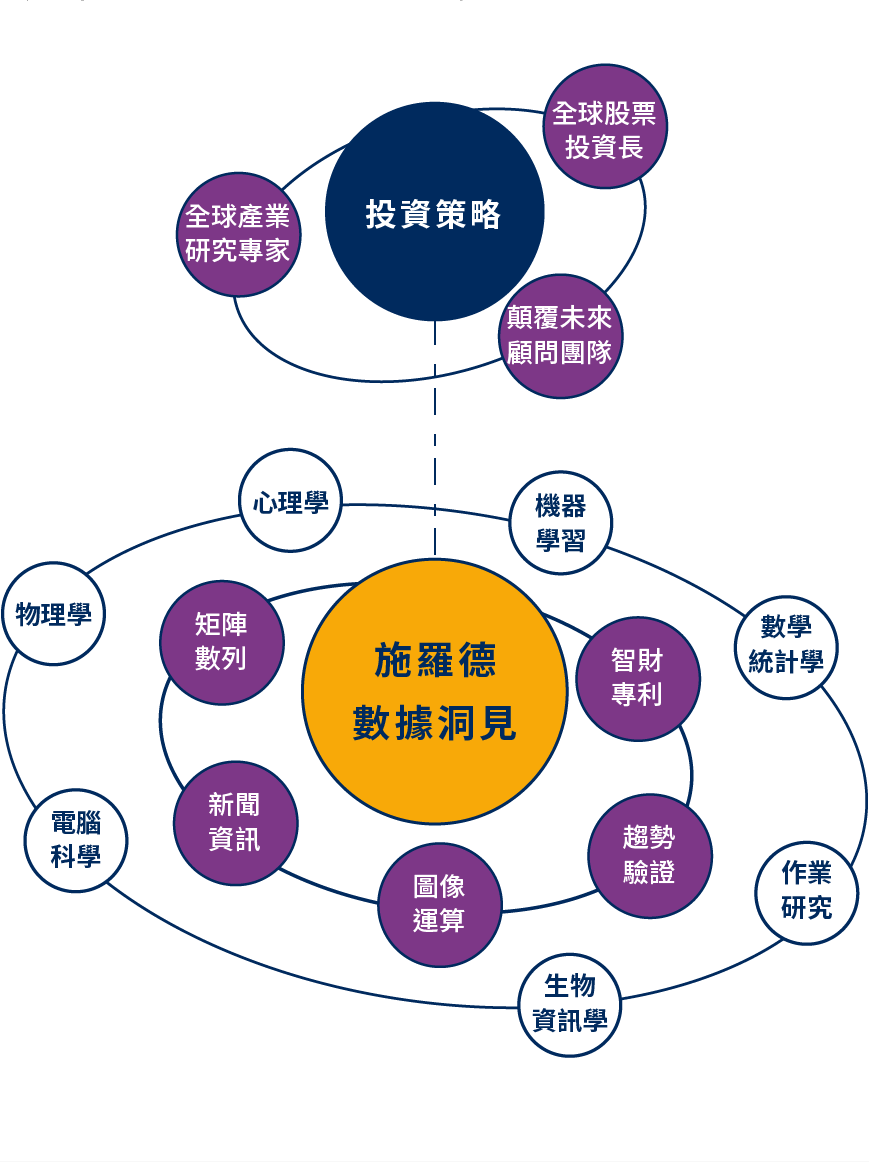 全球股票
投資長
投資策略
全球產業
研究專家
顛覆未來
顧問團隊
心理學
機器
學習
物理學
數學
統計學
矩陣
數列
施羅德
數據洞見
智財
專利
新聞
資訊
電腦
科學
趨勢
驗證
圖像
運算
作業
研究
生物
資訊學